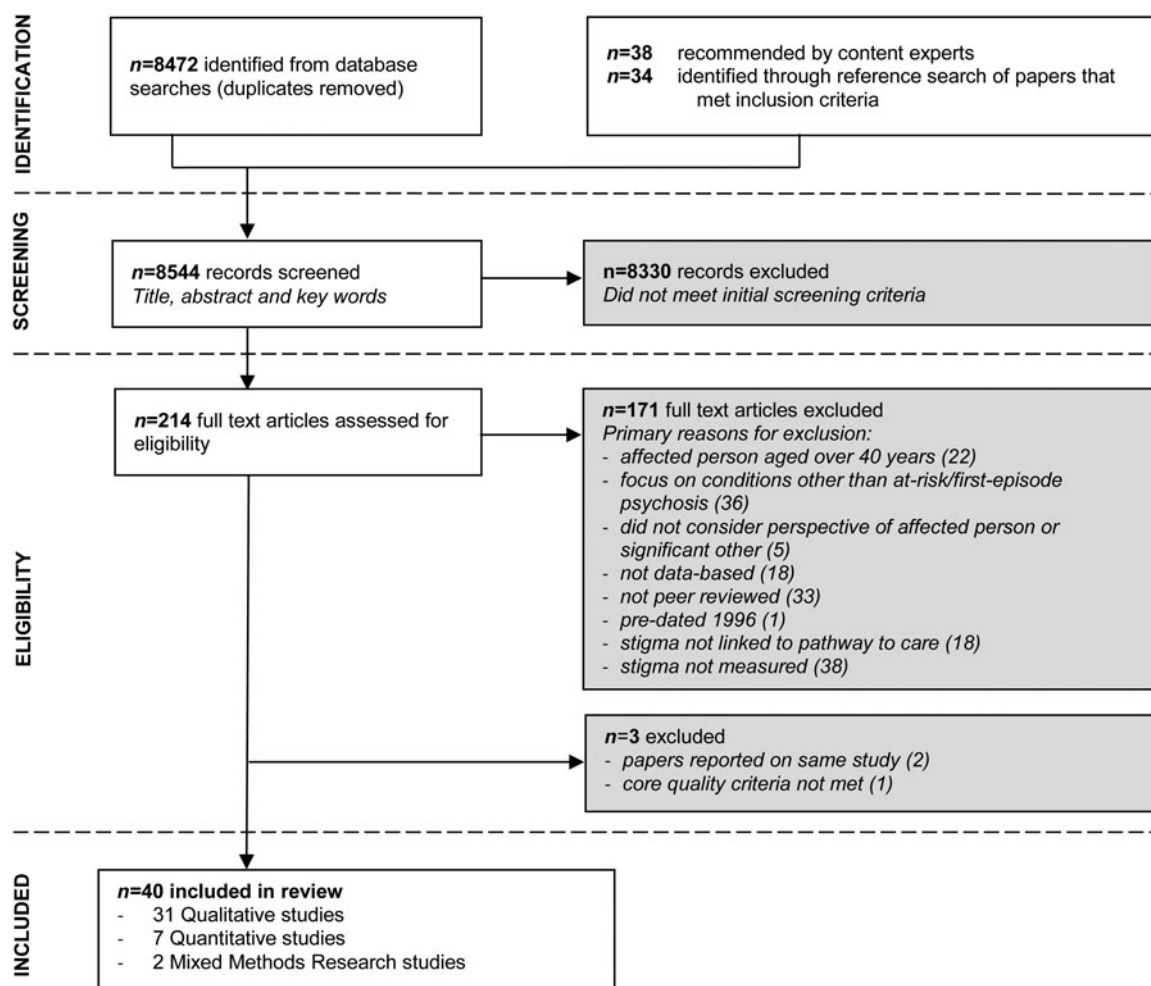 IDENTIFICATION
n=8472 identified from database
searches (duplicates removed)
n=38 recommended by content experts
n=34 identified through reference search of papers that
met inclusion criteria
SCREENING
n=8544 records screened
Title, abstract and key words
n=8330 records excluded
Did not meet initial screening criteria
ELIGIBILITY
n=214 full text articles assessed for
eligibility
n=171 full text articles excluded
Primary reasons for exclusion:
- affected person aged over 40 years (22)
- focus on conditions other than at-risk/first-episode
psychosis (36)
- did not consider perspective of affected person or
significant other (5)
- not data-based (18)
- not peer reviewed (33)
- pre-dated 1996 (1)
- stigma not linked to pathway to care (18)
- stigma not measured (38)
n=3 excluded
- papers reported on same study (2)
- core quality criteria not met (1)
INCLUDED
n=40 included in review
- 31 Qualitative studies
- 7 Quantitative studies
- 2 Mixed Methods Research studies